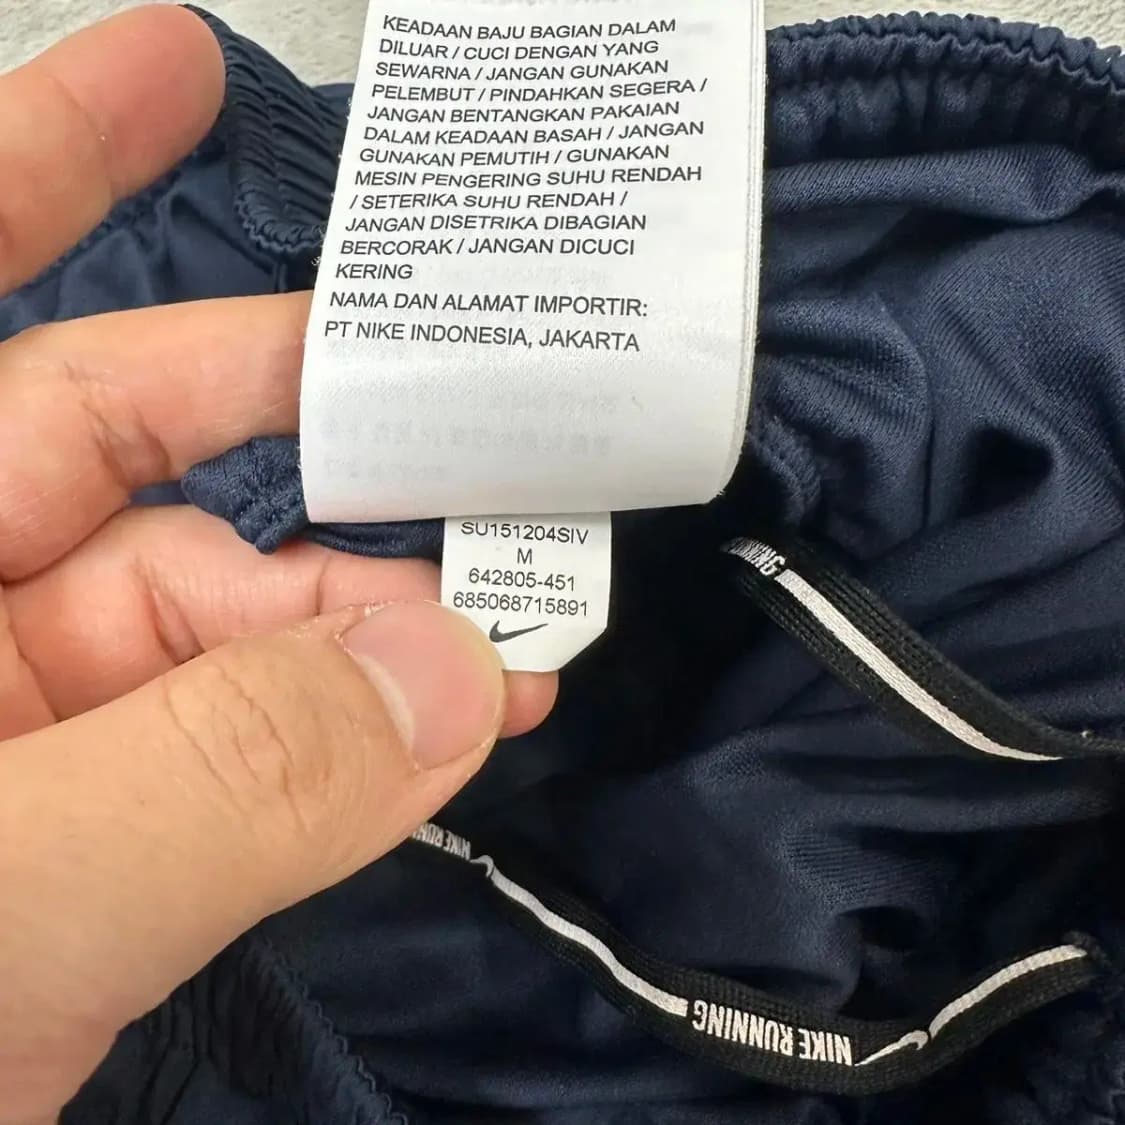 KEADAAN BAJU BAGIAN DALAM
DILUAR / CUCI DENGAN YANG
SEWARNA / JANGAN GUNAKAN
PELEMBUT / PINDAHKAN SEGERA /
JANGAN BENTANGKAN PAKAIAN
DALAM KEADAAN BASAH / JANGAN
GUNAKAN PEMUTIH / GUNAKAN
MESIN PENGERING SUHU RENDAH
/ SETERIKA SUHU RENDAH /
JANGAN DISETRIKA DIBAGIAN
BERCORAK / JANGAN DICUCI
KERING
NAMA DAN ALAMAT IMPORTIR:
PT NIKE INDONESIA, JAKARTA
SU151204SIV
M
642805-451
685068715891
NIKE RUNNING
NIKE RUNNING